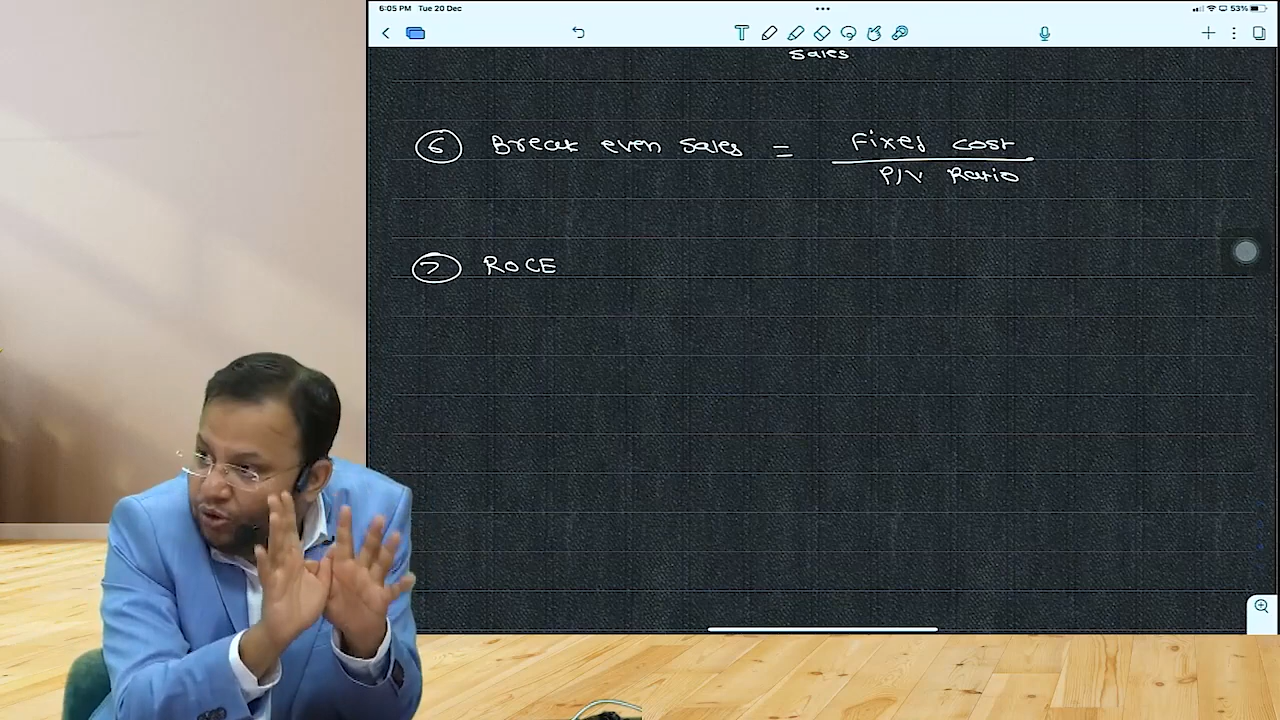 6:05 PM Tue 20 Dec
53%
Sales
6 Break even Sales = Fixed cost
P/V Ratio
7 ROCE